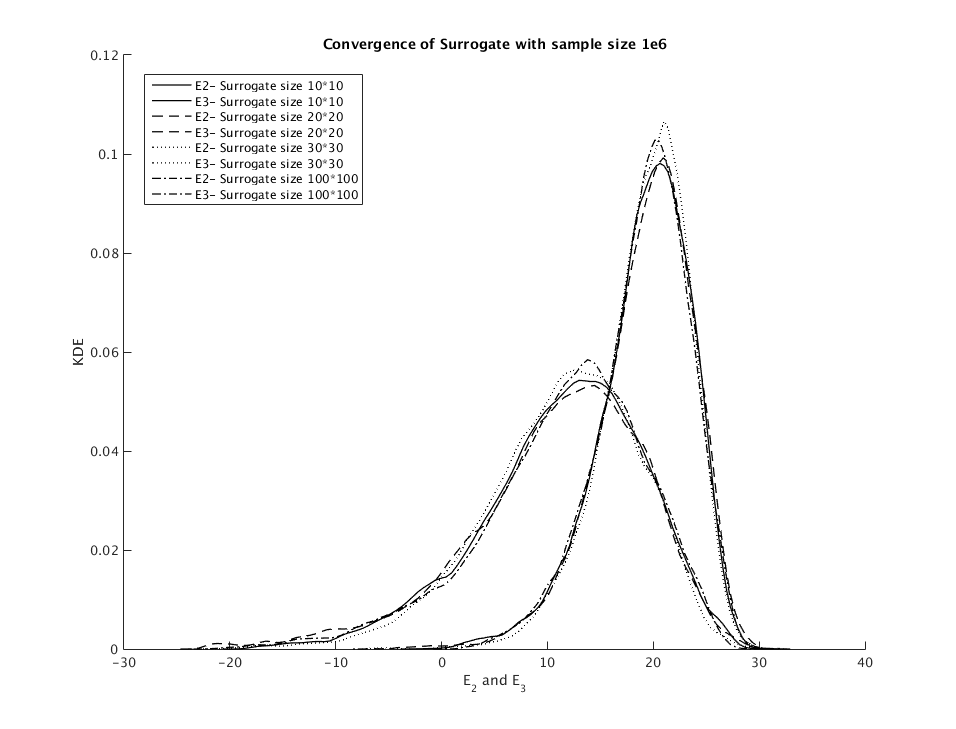 Convergence of Surrogate with sample size 1e6
0.12
E2- Surrogate size 10*10
E3- Surrogate size 10*10
E2- Surrogate size 20*20
E3- Surrogate size 20*20
E2- Surrogate size 30*30
E3- Surrogate size 30*30
E2- Surrogate size 100*100
E3- Surrogate size 100*100
0.1
0.08
KDE
0.06
0.04
0.02
0
-30 -20 -10 0 10 20 30 40
E2 and E3